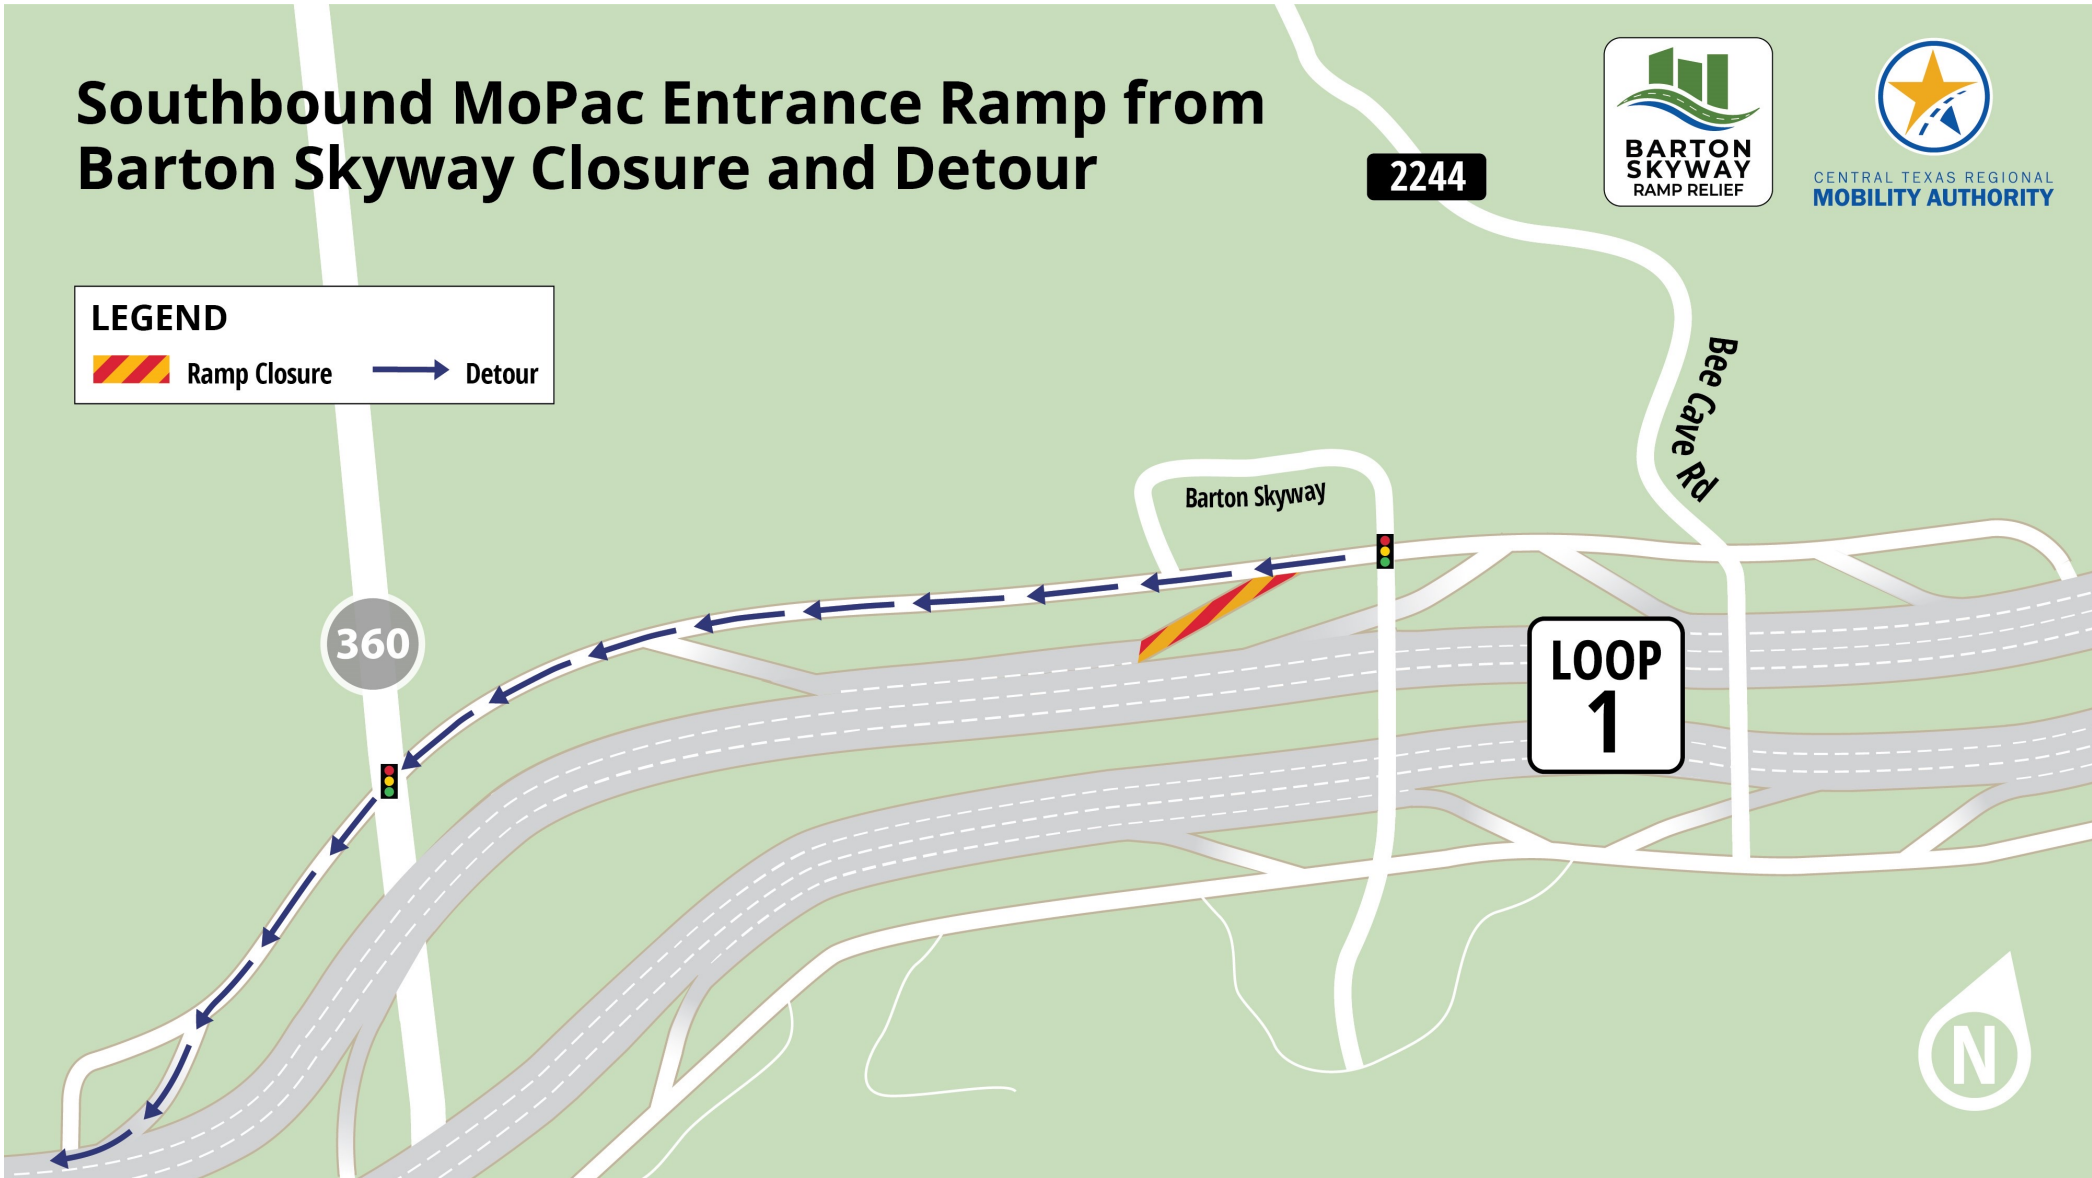 Southbound MoPac Entrance Ramp from
Barton Skyway Closure and Detour
2244
BARTON
SKYWAY
RAMP RELIEF
CENTRAL TEXAS REGIONAL
MOBILITY AUTHORITY
LEGEND
Ramp Closure
Detour
Bee Cave Rd
Barton Skyway
360
LOOP
1
N